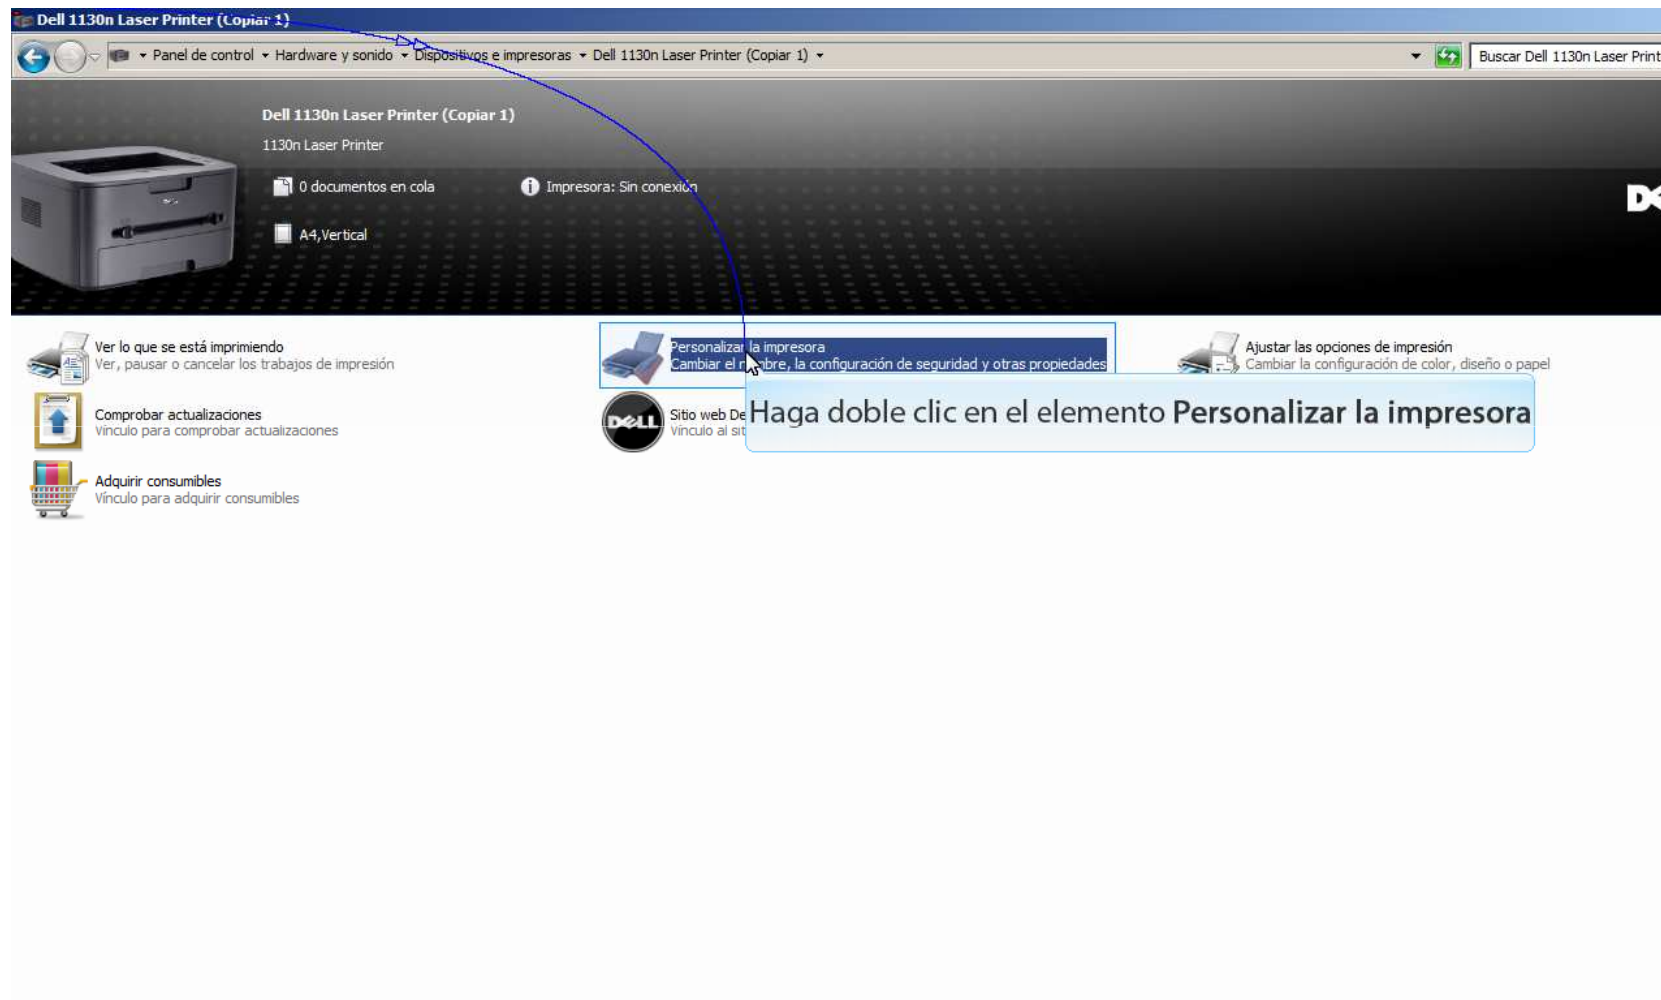 Dell 1130n Laser Printer (Copiar 1)
Panel de control Hardware y sonido Dispositivos e impresoras Dell 1130n Laser Printer (Copiar 1) Buscar Dell 1130n Laser Print
Dell 1130n Laser Printer (Copiar 1)
1130n Laser Printer
0 documentos en cola
Impresora: Sin conexión
A4,Vertical
Ver lo que se está imprimiendo
Ver, pausar o cancelar los trabajos de impresión
Personalizar la impresora
Cambiar el nombre, la configuración de seguridad y otras propiedades
Ajustar las opciones de impresión
Cambiar la configuración de color, diseño o papel
Comprobar actualizaciones
Vínculo para comprobar actualizaciones
DELL
Sitio web De
Vínculo al sit
Haga doble clic en el elemento Personalizar la impresora
Adquirir consumibles
Vínculo para adquirir consumibles